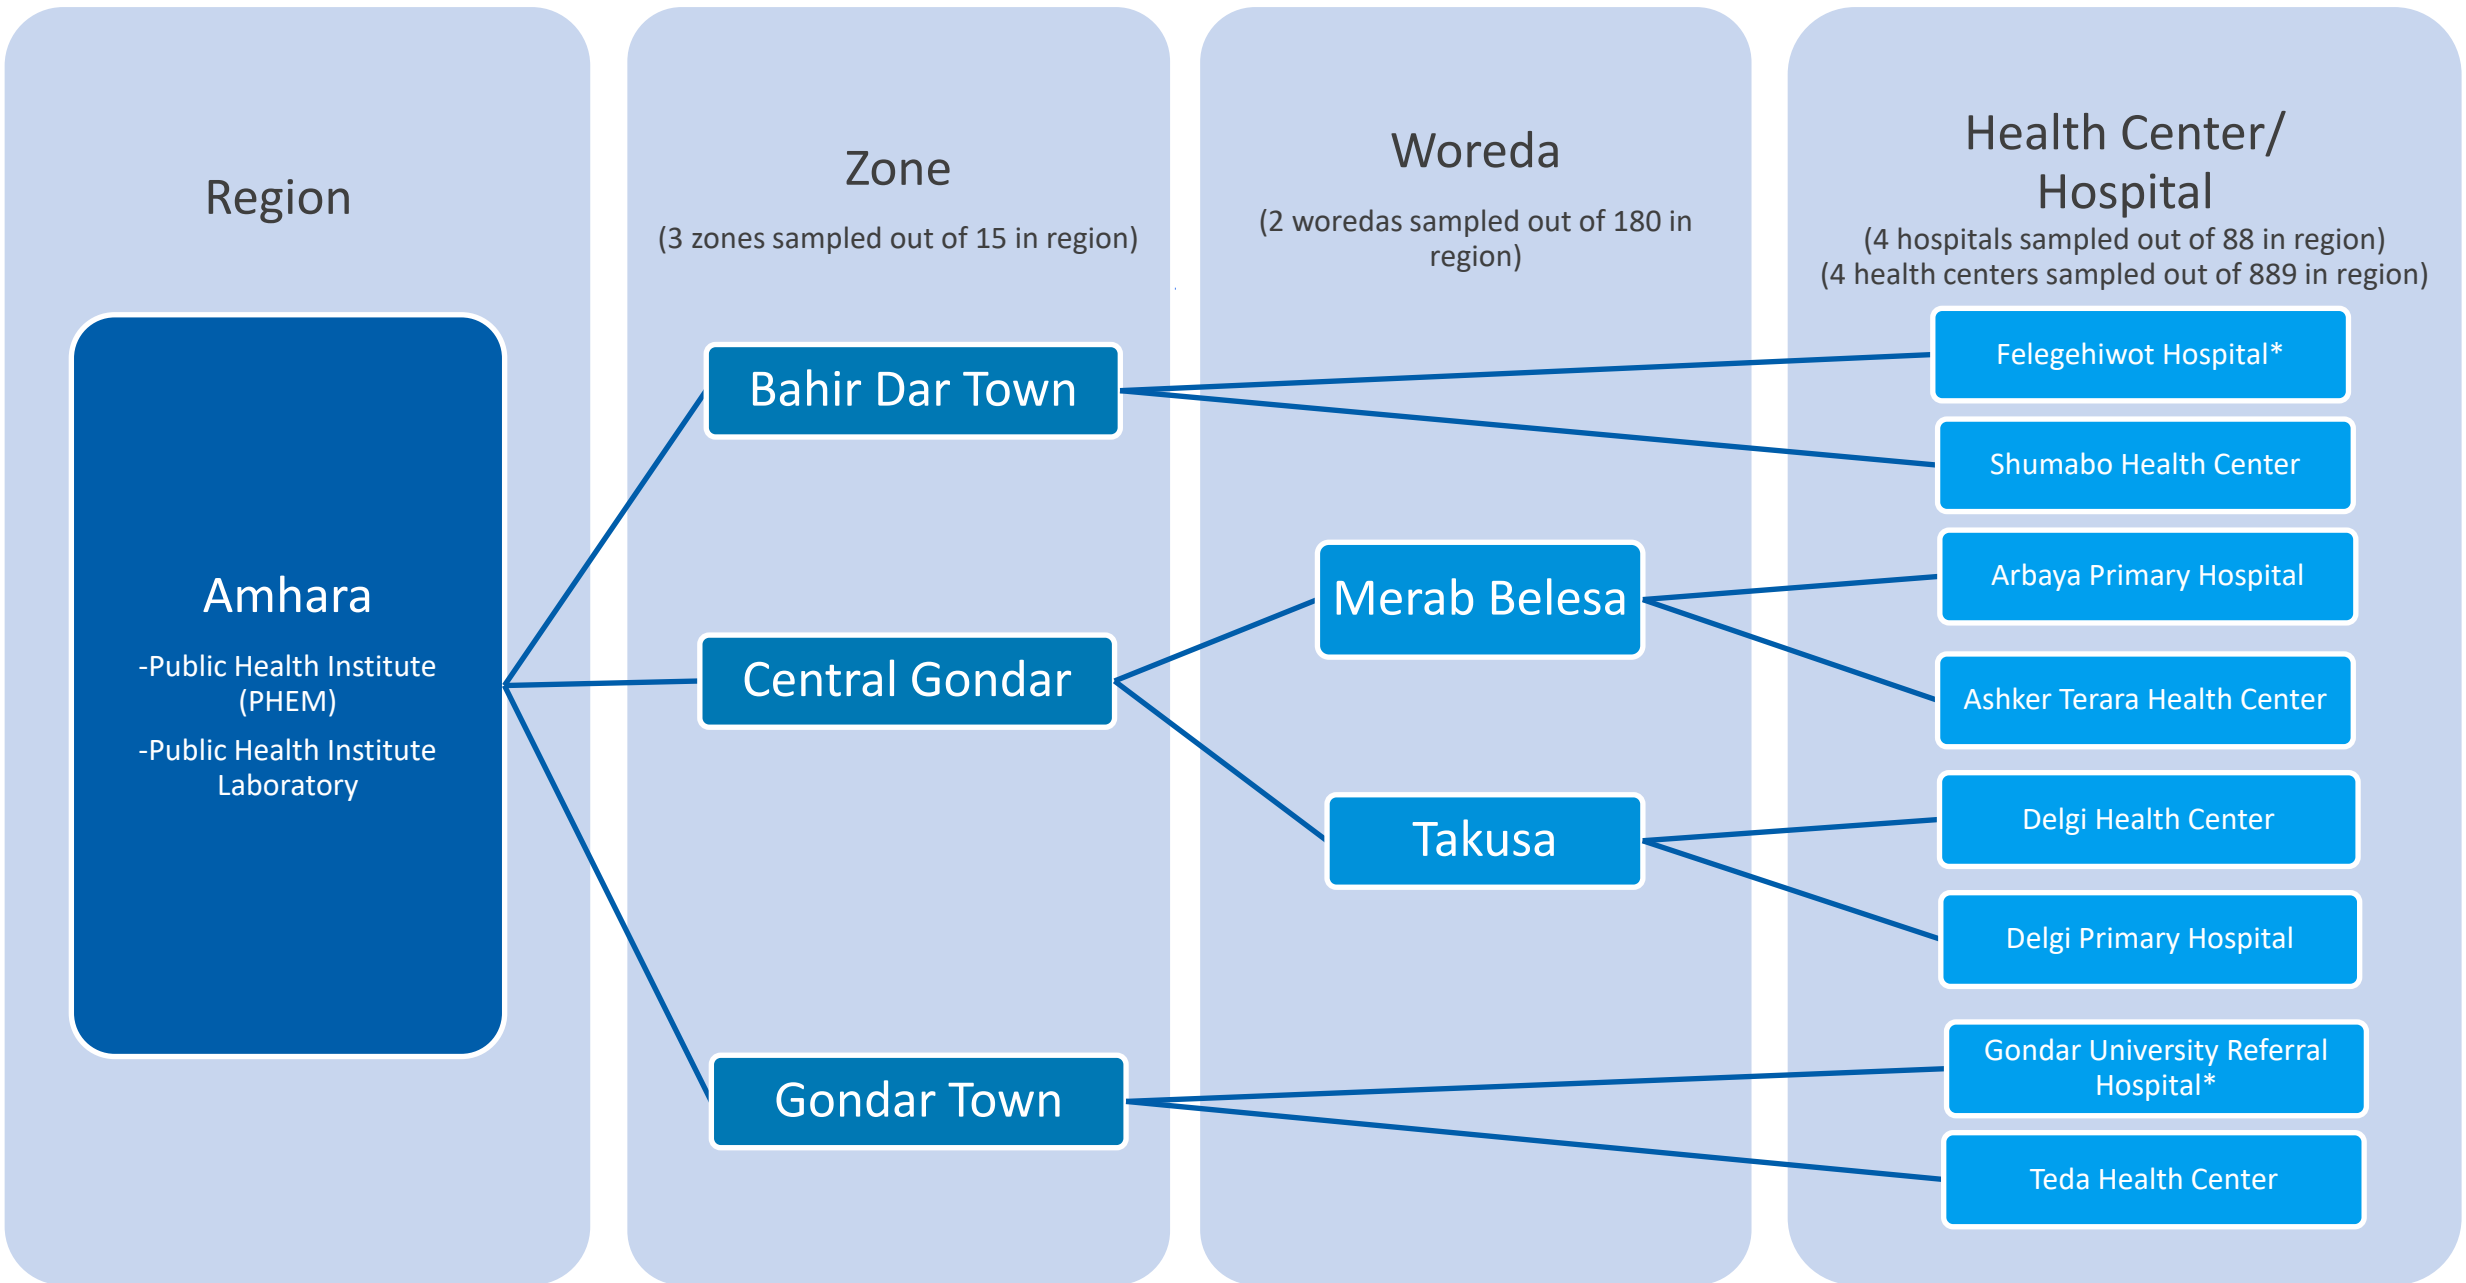 Region
Amhara
-Public Health Institute
(PHEM)
-Public Health Institute
Laboratory
Zone
(3 zones sampled out of 15 in region)
Bahir Dar Town
Central Gondar
Gondar Town
Woreda
(2 woredas sampled out of 180 in
region)
Merab Belesa
Takusa
Health Center/
Hospital
(4 hospitals sampled out of 88 in region)
(4 health centers sampled out of 889 in region)
Felegehiwot Hospital*
Shumabo Health Center
Arbaya Primary Hospital
Ashker Terara Health Center
Delgi Health Center
Delgi Primary Hospital
Gondar University Referral
Hospital*
Teda Health Center